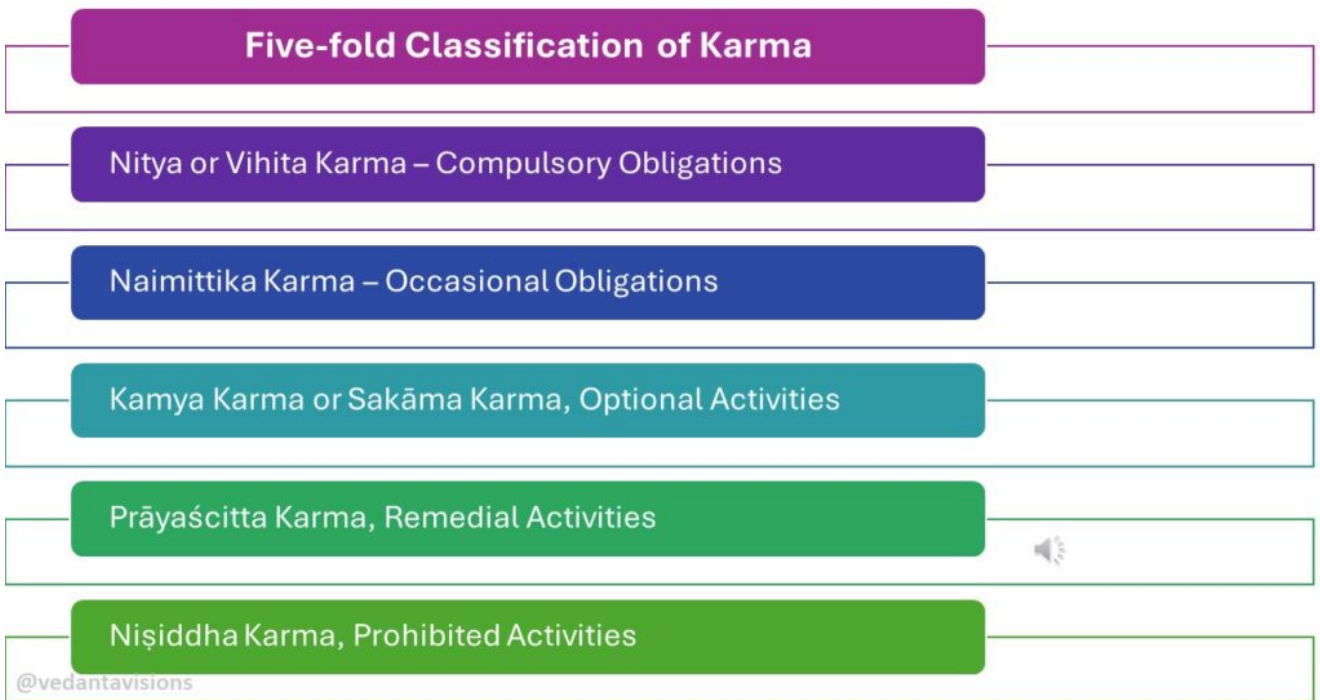 Five-fold Classification of Karma
Nitya or Vihita Karma – Compulsory Obligations
Naimittika Karma – Occasional Obligations
Kamya Karma or Sakāma Karma, Optional Activities
Prāyaścitta Karma, Remedial Activities
Niṣiddha Karma, Prohibited Activities
@vedantavisions